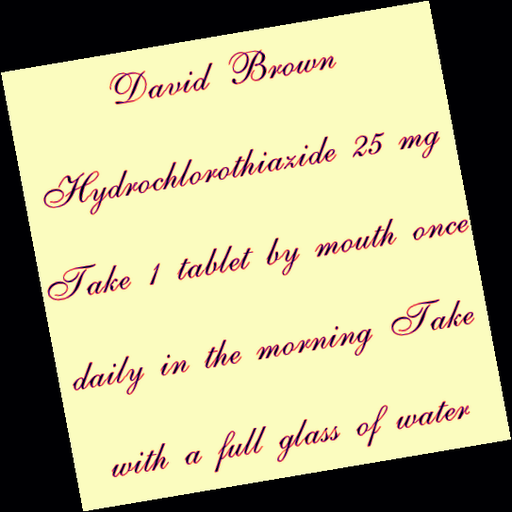 David Brown
Hydrochlorothiazide 25 mg
Take 1 tablet by mouth once
daily in the morning Take
with a full glass of water